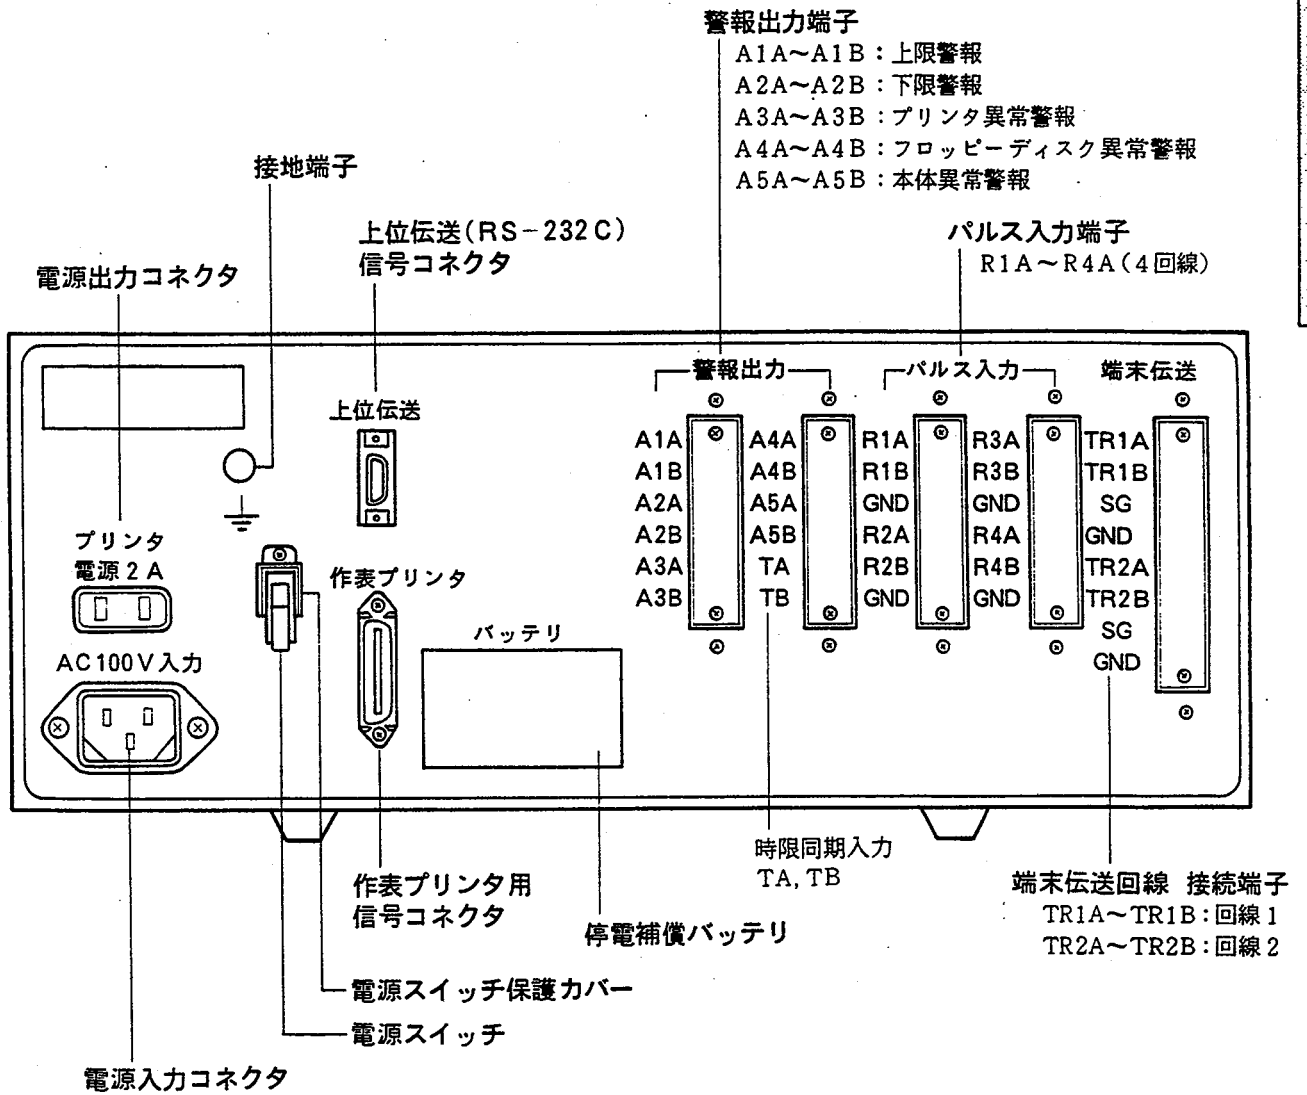 警報出力端子
A1A～A1B：上限警報
A2A～A2B：下限警報
A3A～A3B：プリンタ異常警報
A4A～A4B：フロッピーディスク異常警報
A5A～A5B：本体異常警報
接地端子
上位伝送(RS−232C)
信号コネクタ
パルス入力端子
R1A～R4A(4回線)
電源出力コネクタ
警報出力
パルス入力
端末伝送
上位伝送
A1A
A1B
A2A
A2B
A3A
A3B
A4A
A4B
A5A
A5B
TA
TB
R1A
R1B
GND
R2A
R2B
GND
R3A
R3B
GND
R4A
R4B
GND
TR1A
TR1B
SG
GND
TR2A
TR2B
SG
GND
プリンタ
電源2A
作表プリンタ
バッテリ
AC100V入力
時限同期入力
TA,TB
作表プリンタ用
信号コネクタ
停電補償バッテリ
端末伝送回線 接続端子
TR1A～TR1B：回線1
TR2A～TR2B：回線2
電源スイッチ保護カバー
電源スイッチ
電源入力コネクタ